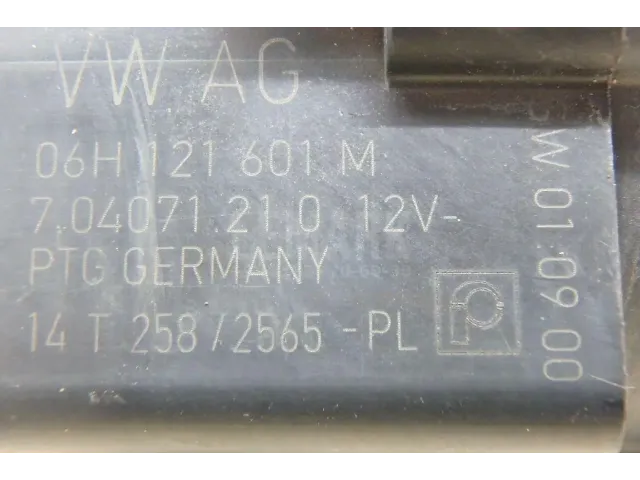 VW AG
06H 121 601 M
7.04071.21.0 12V-
PTG GERMANY
14 T 258 / 2565 - PL
W 01.09.00